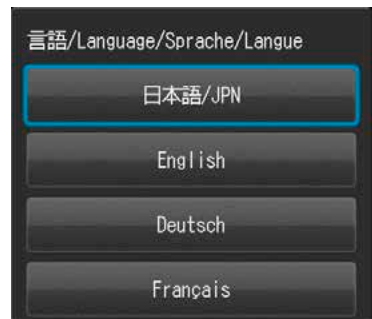 言語/Language/Sprache/Langue
日本語/JPN
English
Deutsch
Français